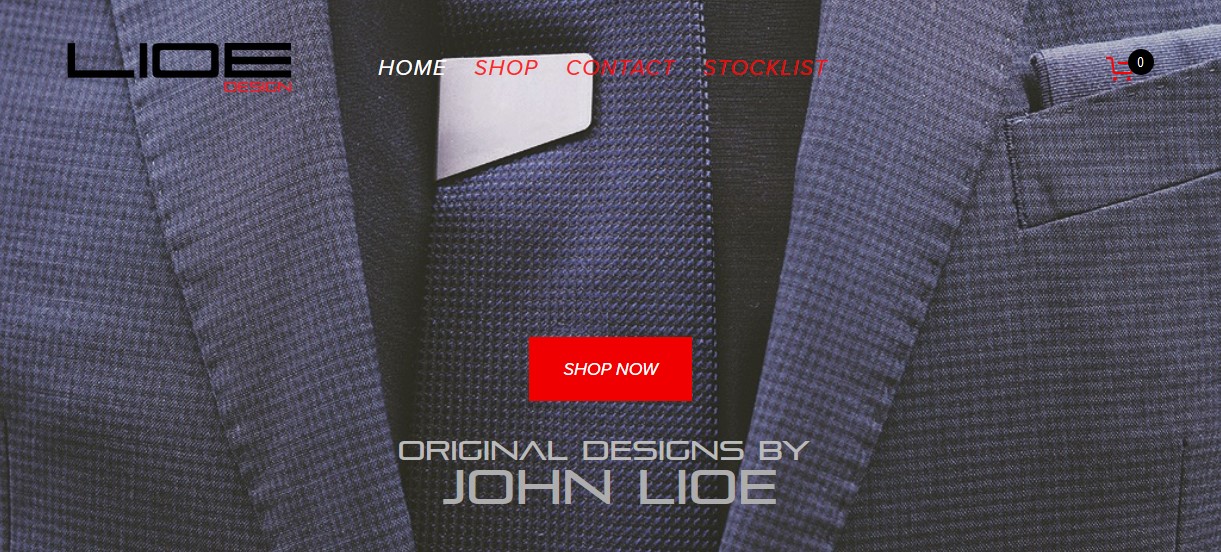 LIOE
DESIGN
HOME SHOP CONTACT STOCKLIST
0
SHOP NOW
ORIGINAL DESIGNS BY
JOHN LIOE